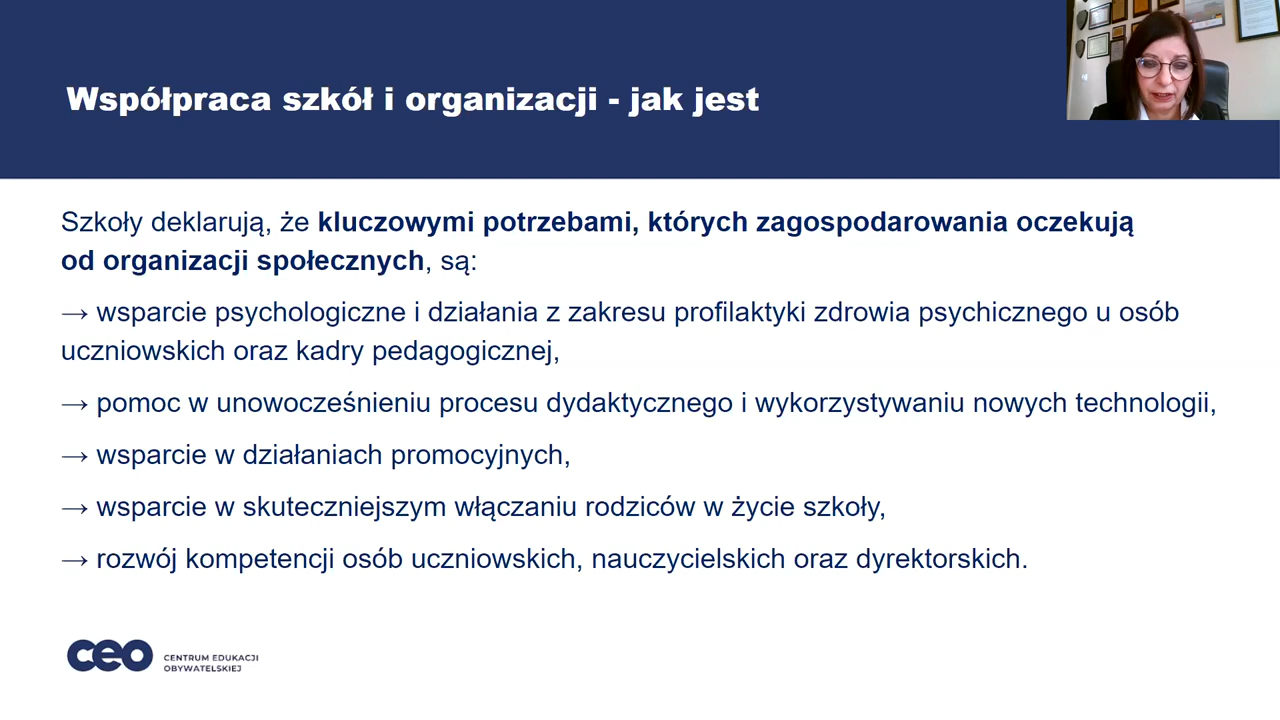 Współpraca szkół i organizacji - jak jest
Szkoły deklarują, że kluczowymi potrzebami, których zagospodarowania oczekują
od organizacji społecznych, są:
→ wsparcie psychologiczne i działania z zakresu profilaktyki zdrowia psychicznego u osób
uczniowskich oraz kadry pedagogicznej,
→ pomoc w unowocześnieniu procesu dydaktycznego i wykorzystywaniu nowych technologii,
→ wsparcie w działaniach promocyjnych,
→ wsparcie w skuteczniejszym włączaniu rodziców w życie szkoły,
→ rozwój kompetencji osób uczniowskich, nauczycielskich oraz dyrektorskich.
ceo CENTRUM EDUKACJI
OBYWATELSKIEJ